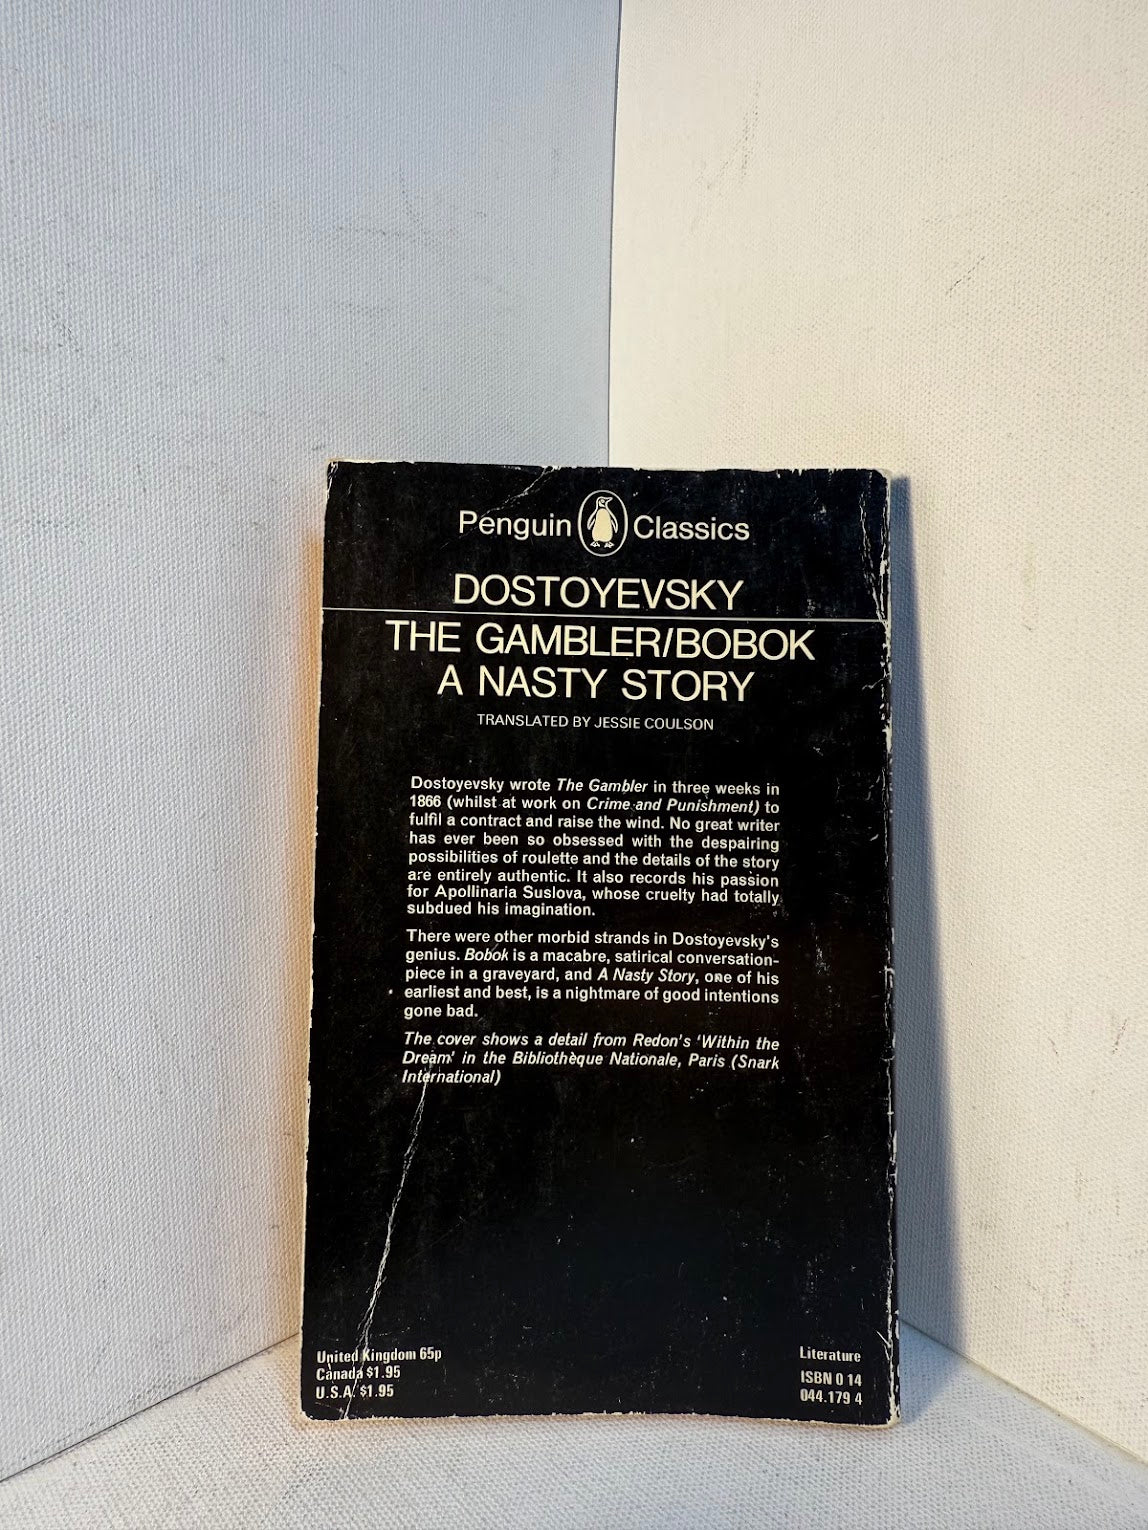 Penguin Classics
DOSTOYEVSKY
THE GAMBLER/BOBOK
A NASTY STORY
TRANSLATED BY JESSIE COULSON
Dostoyevsky wrote The Gambler in three weeks in
1866 (whilst at work on Crime and Punishment) to
fulfil a contract and raise the wind. No great writer
has ever been so obsessed with the despairing
possibilities of roulette and the details of the story
are entirely authentic. It also records his passion
for Apollinaria Suslova, whose cruelty had totally
subdued his imagination.
There were other morbid strands in Dostoyevsky's
genius. Bobok is a macabre, satirical conversation-
piece in a graveyard, and A Nasty Story, one of his
earliest and best, is a nightmare of good intentions
gone bad.
The cover shows a detail from Redon's 'Within the
Dream' in the Bibliothèque Nationale, Paris (Snark
International)
United Kingdom 65p
Canada $1.95
U.S.A. $1.95
Literature
ISBN 0 14
044.179 4